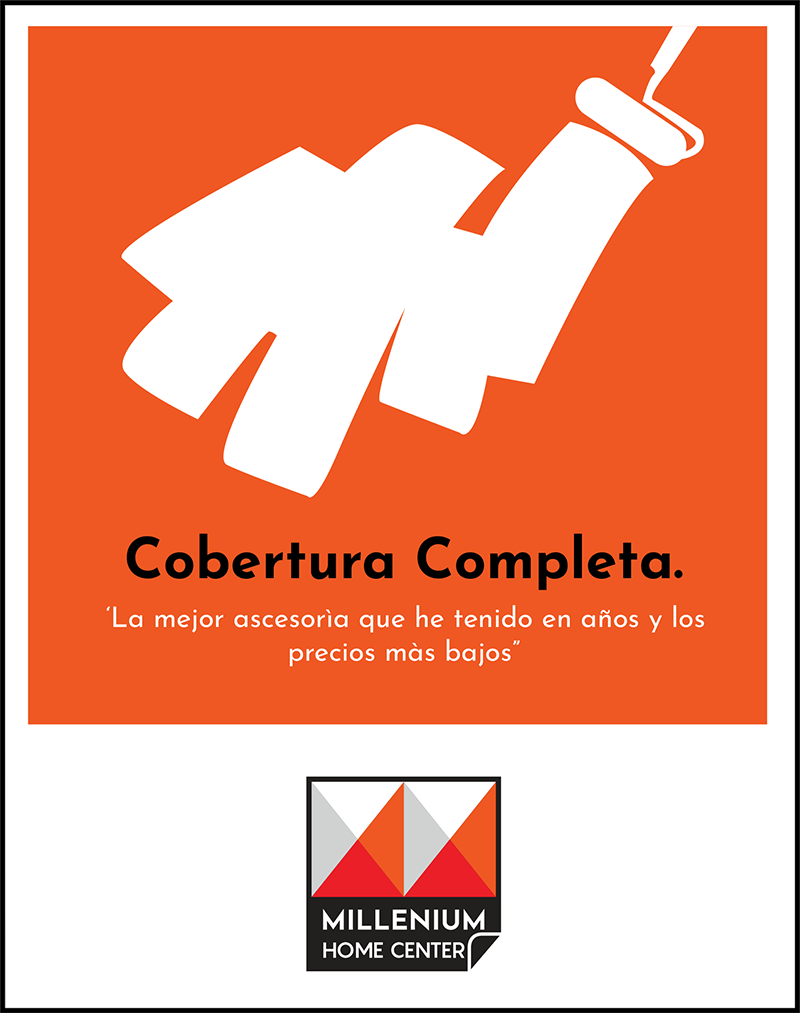 Cobertura Completa.
‘La mejor ascesorìa que he tenido en años y los
precios màs bajos”
MILLENIUM
HOME CENTER